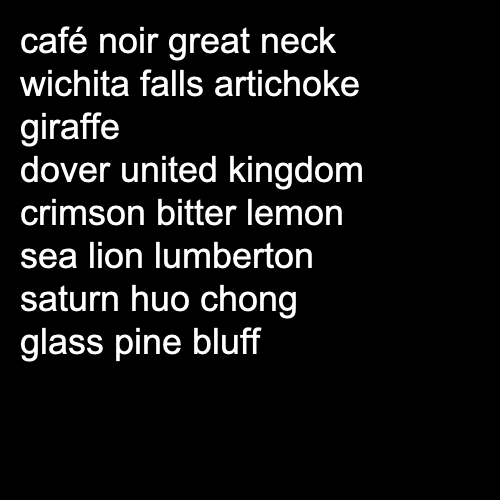 café noir great neck
wichita falls artichoke
giraffe
dover united kingdom
crimson bitter lemon
sea lion lumberton
saturn huo chong
glass pine bluff